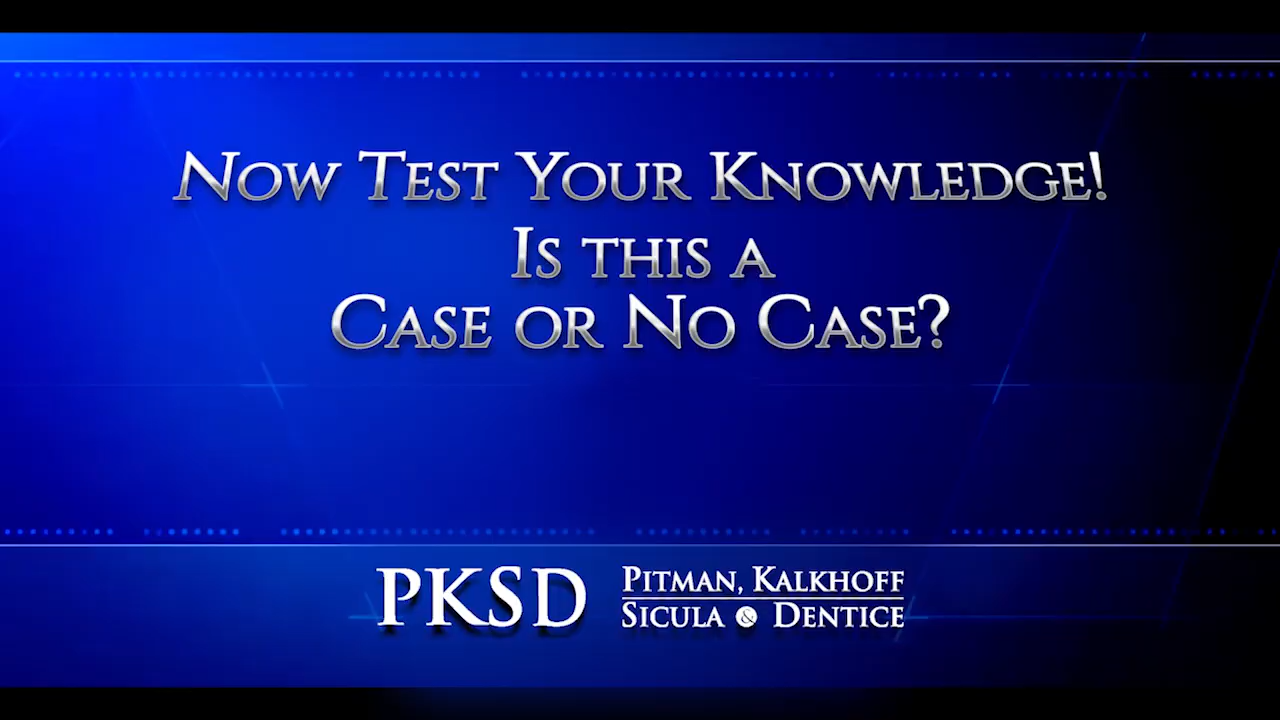 Now Test Your Knowledge!
Is this a
Case or No Case?
PKSD
Pitman, Kalkhoff
Sicula & Dentice